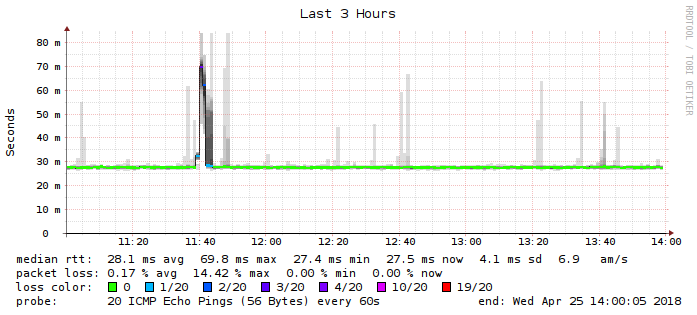 Last 3 Hours
RRDTOOL / TOBI OETIKER
Seconds
80 m
70 m
60 m
50 m
40 m
30 m
20 m
10 m
0
11:20 11:40 12:00 12:20 12:40 13:00 13:20 13:40 14:00
median rtt: 28.1 ms avg 69.8 ms max 27.4 ms min 27.5 ms now 4.1 ms sd 6.9 am/s
packet loss: 0.17 % avg 14.42 % max 0.00 % min 0.00 % now
loss color: 0 1/20 2/20 3/20 4/20 10/20 19/20
probe: 20 ICMP Echo Pings (56 Bytes) every 60s end: Wed Apr 25 14:00:05 2018